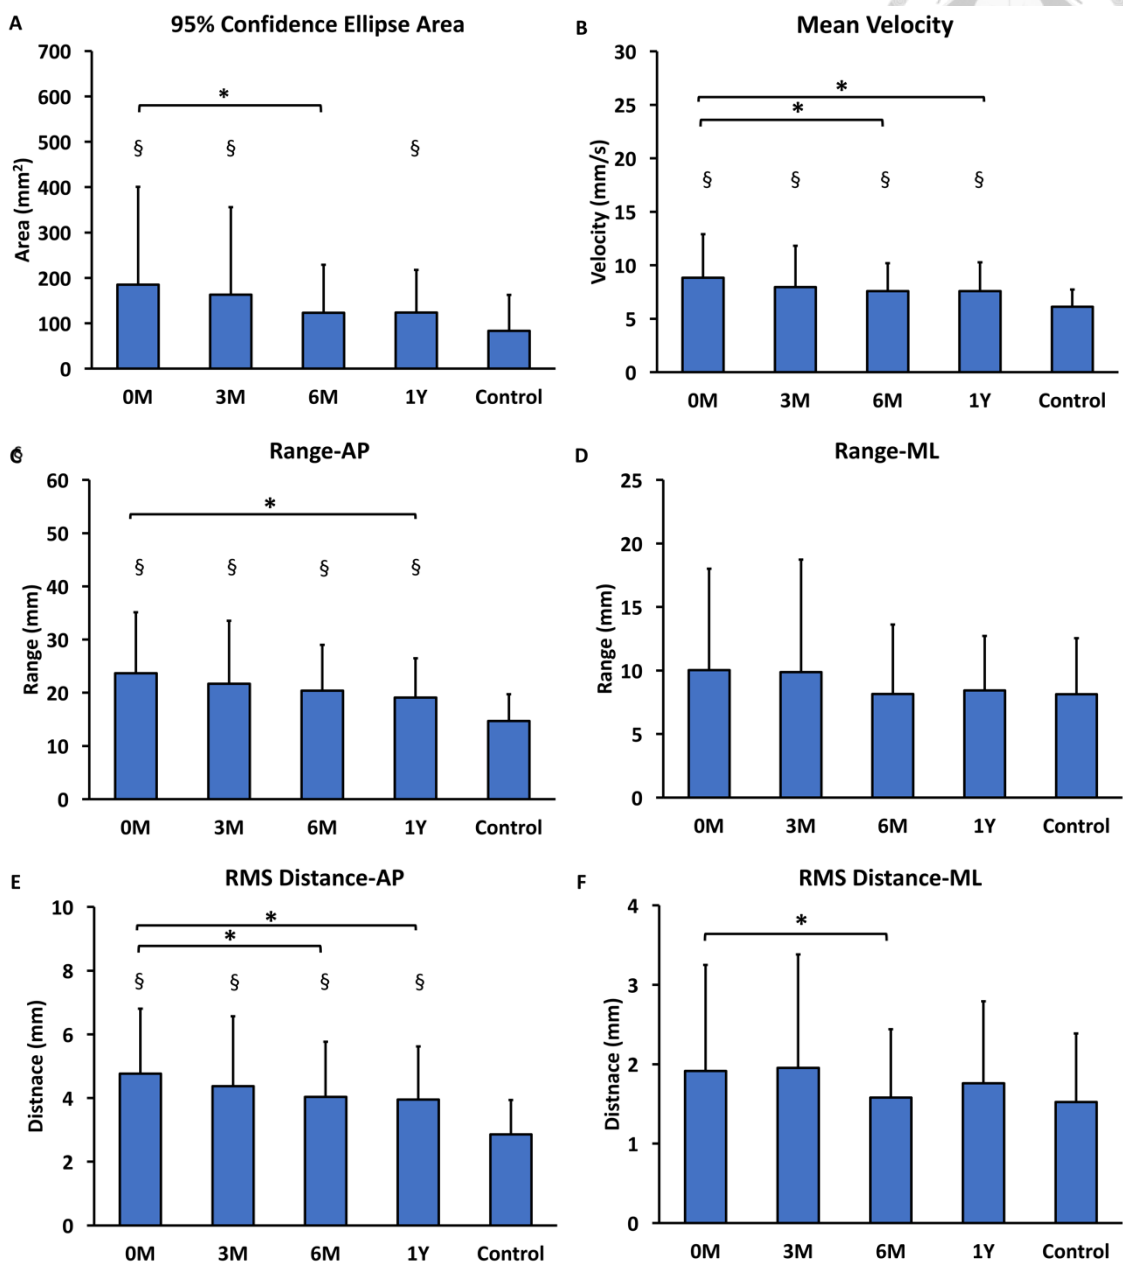 A 95% Confidence Ellipse Area
700
600
500
400
300
200
100
0
Area (mm²)
*
§ § §
0M 3M 6M 1Y Control
B Mean Velocity
30
25
20
15
10
5
0
Velocity (mm/s)
*
*
§ § § §
0M 3M 6M 1Y Control
C § Range-AP
60
50
40
30
20
10
0
Range (mm)
*
§ § § §
0M 3M 6M 1Y Control
D Range-ML
25
20
15
10
5
0
Range (mm)
0M 3M 6M 1Y Control
E RMS Distance-AP
10
8
6
4
2
0
Distnace (mm)
*
*
§ § § §
0M 3M 6M 1Y Control
F RMS Distance-ML
4
3
2
1
0
Distnace (mm)
*
0M 3M 6M 1Y Control